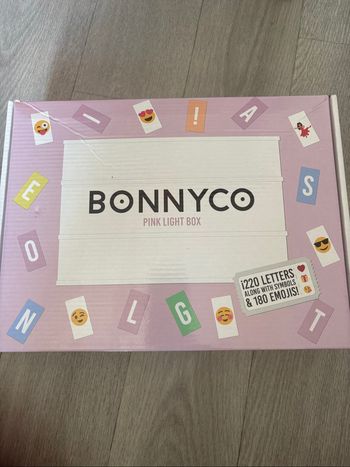 I
!
A
E
S
BONNYCO
PINK LIGHT BOX
O
¡220 LETTERS
ALONG WITH SYMBOLS
& 180 EMOJIS!
N
L
G
T